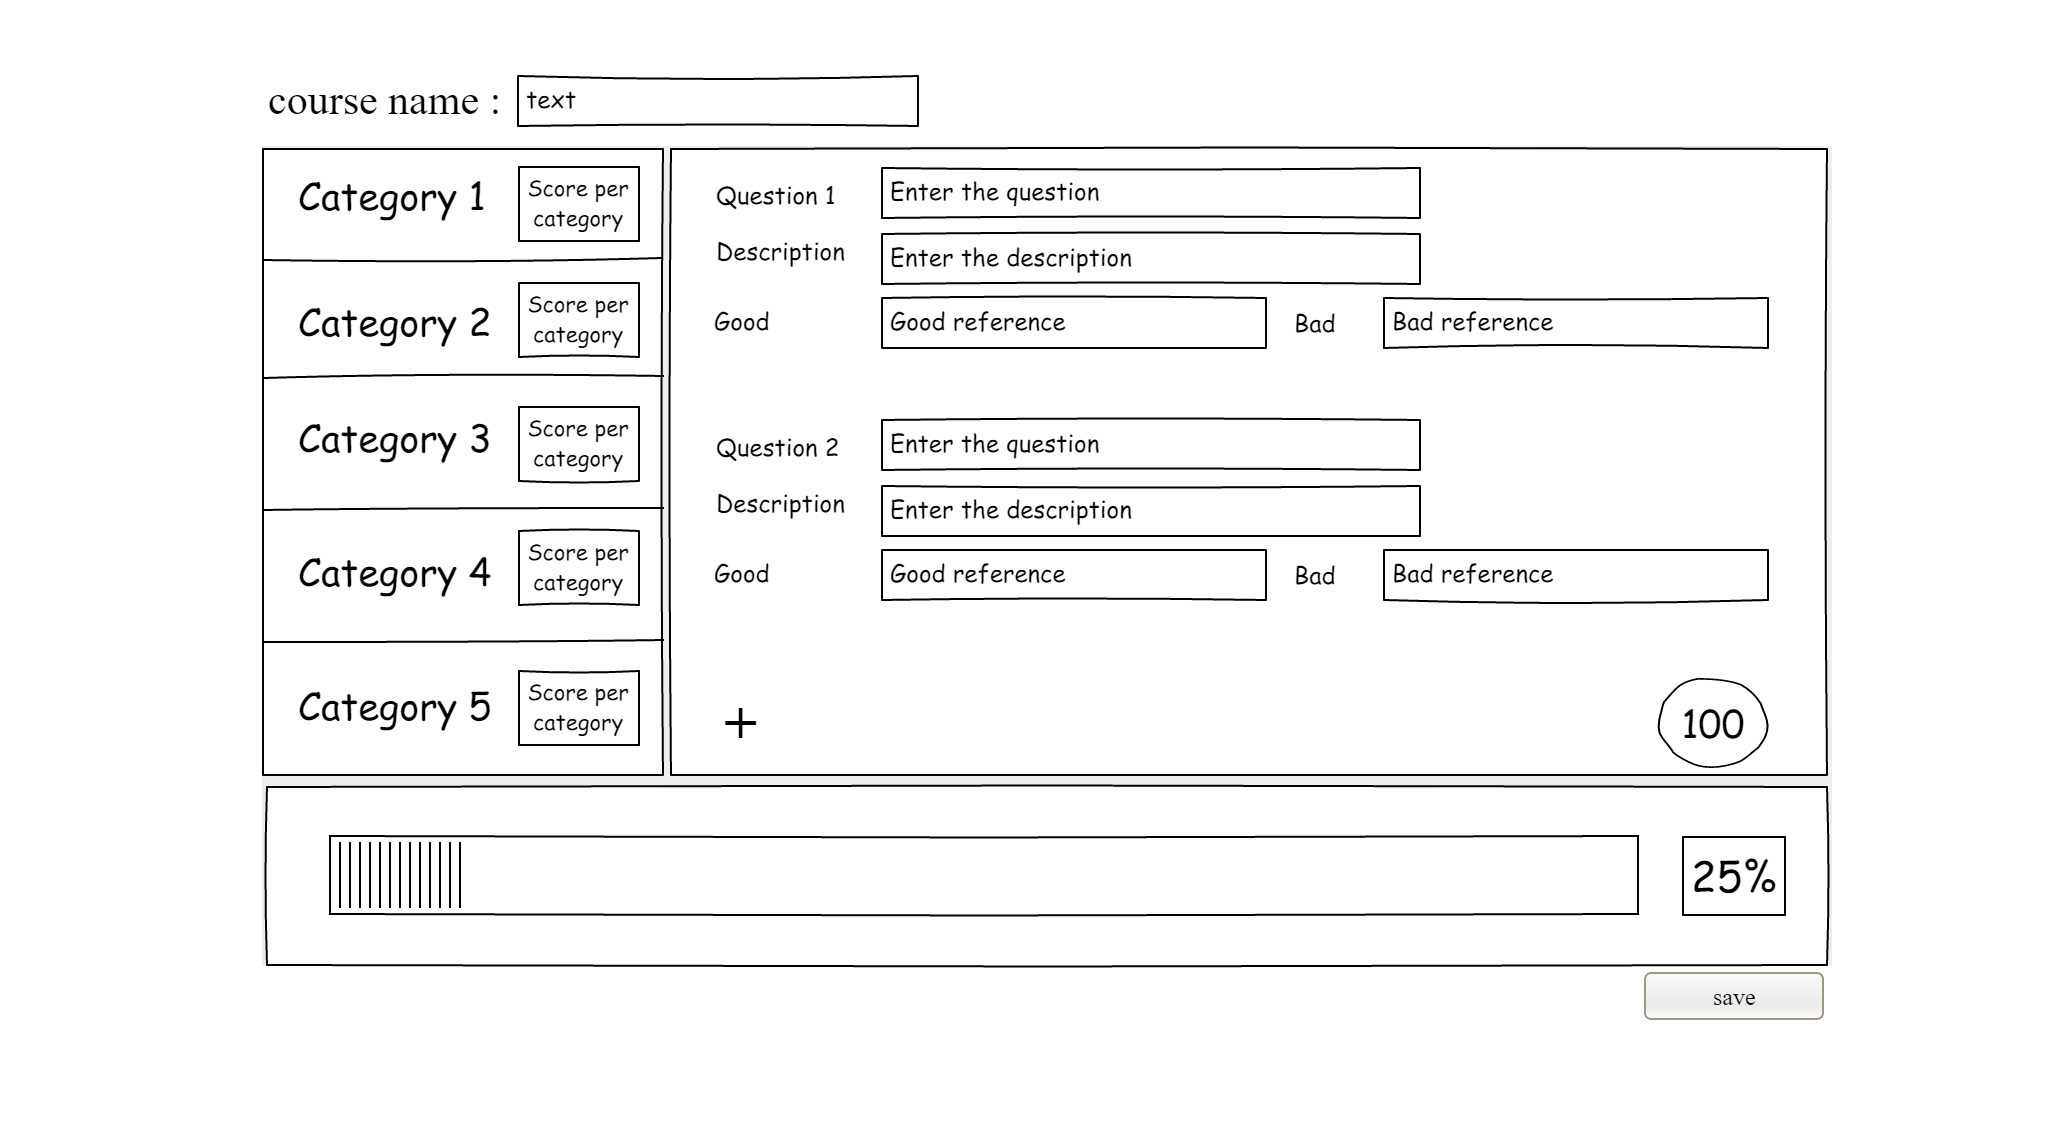 course name : text
Category 1
Score per
category
Category 2
Score per
category
Category 3
Score per
category
Category 4
Score per
category
Category 5
Score per
category
Question 1 Enter the question
Description Enter the description
Good Good reference Bad Bad reference
Question 2 Enter the question
Description Enter the description
Good Good reference Bad Bad reference
+ 100
25%
save